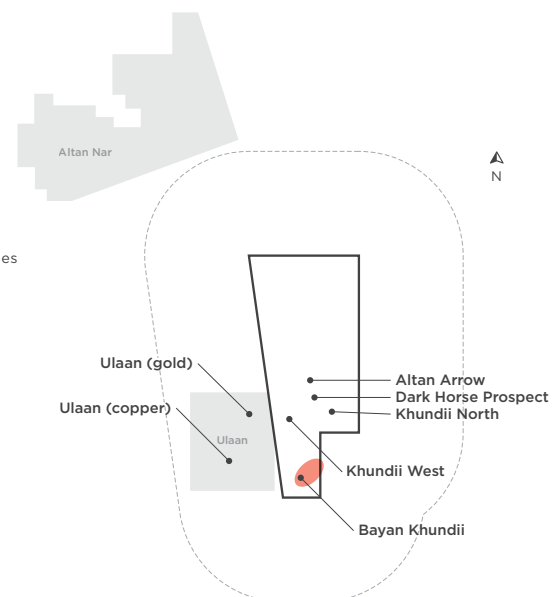 Altan Nar
N
es
Ulaan (gold)
Altan Arrow
Dark Horse Prospect
Ulaan (copper)
Khundii North
Ulaan
Khundii West
Bayan Khundii